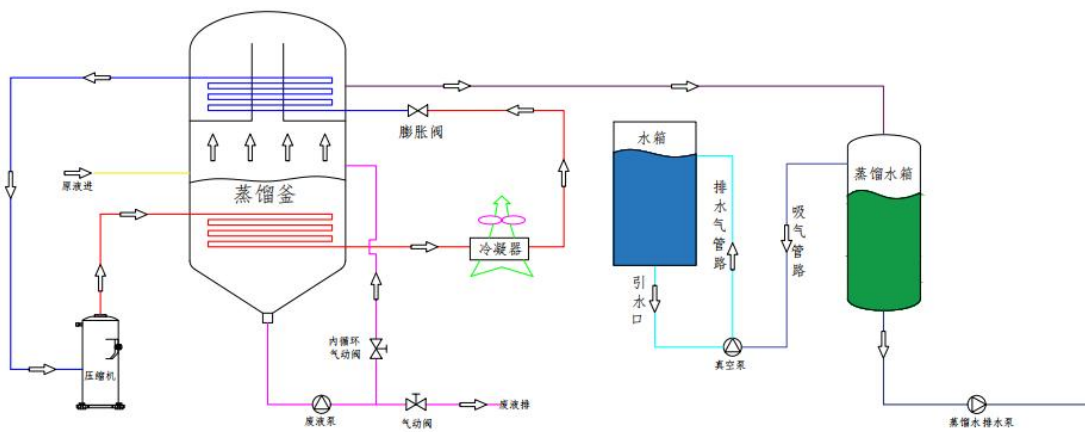 膨胀阀
水箱
原液进
蒸馏釜
排水气管路
吸气管路
蒸馏水箱
冷凝器
引水口
内循环
气动阀
真空泵
压缩机
废液泵
气动阀
废液排
蒸馏水排水泵